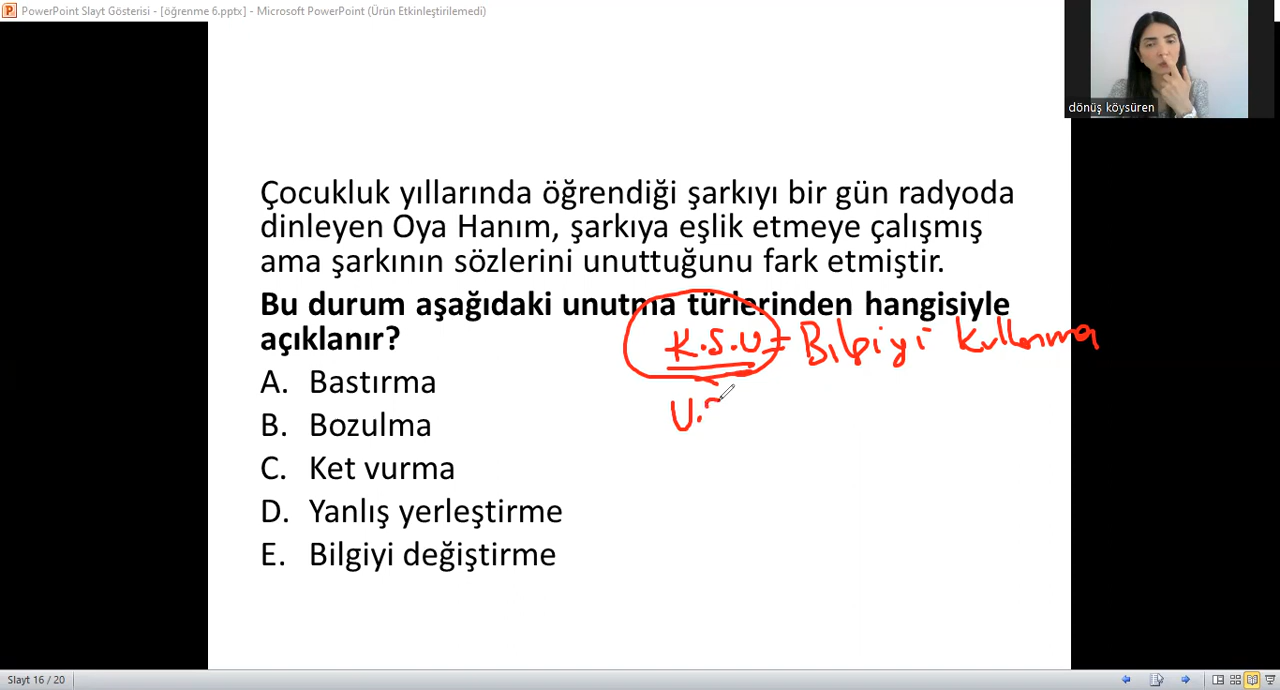 PowerPoint Slayt Gösterisi - [öğrenme 6.pptx] - Microsoft PowerPoint (Ürün Etkinleştirilemedi)
dönüş köysüren
Çocukluk yıllarında öğrendiği şarkıyı bir gün radyoda
dinleyen Oya Hanım, şarkıya eşlik etmeye çalışmış
ama şarkının sözlerini unuttuğunu fark etmiştir.
Bu durum aşağıdaki unutma türlerinden hangisiyle
açıklanır?
K.S.U = Bilgiyi kullanma
A. Bastırma
U.
B. Bozulma
C. Ket vurma
D. Yanlış yerleştirme
E. Bilgiyi değiştirme
Slayt 16 / 20